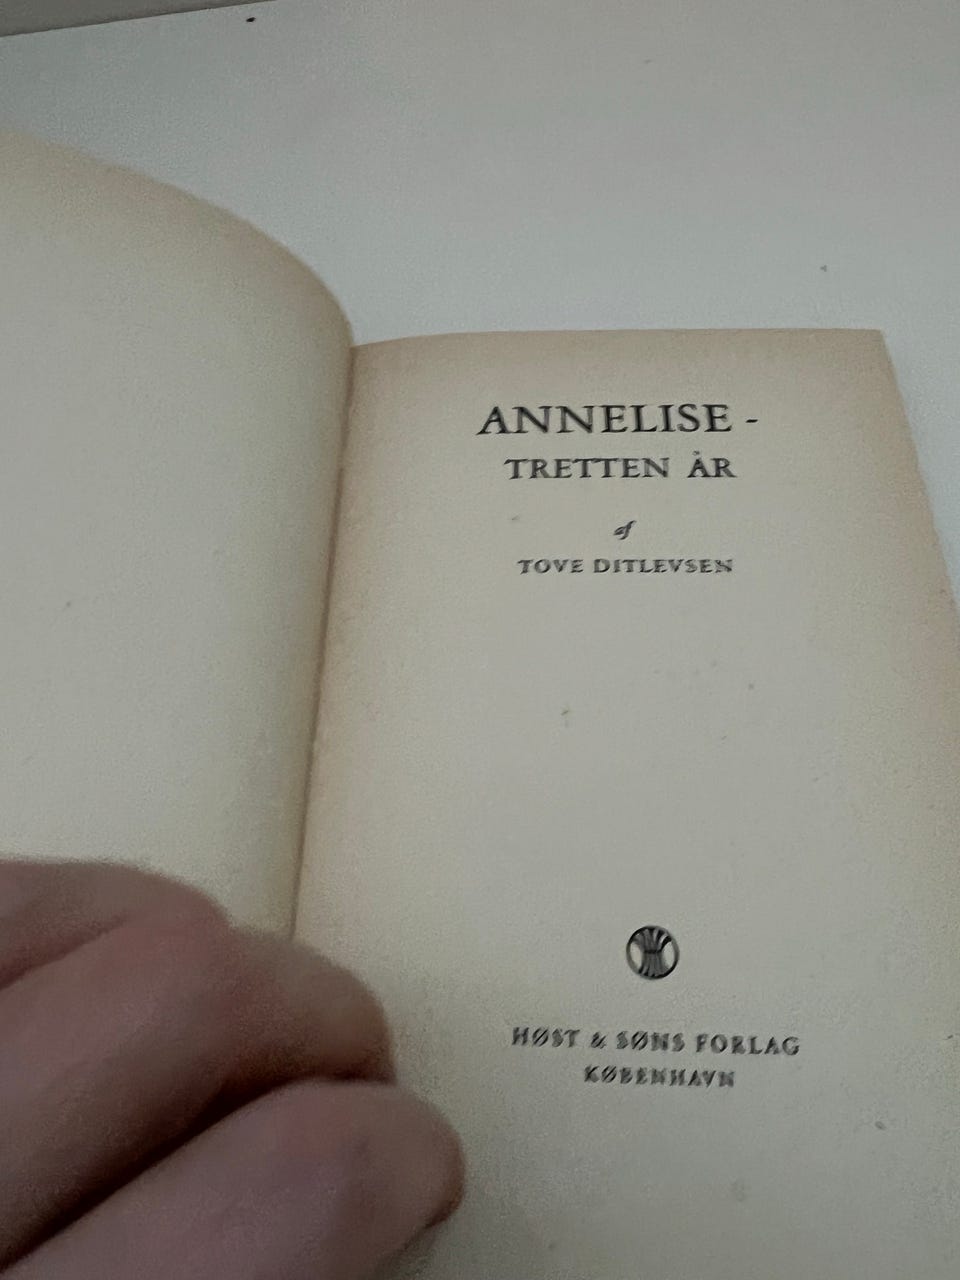 ANNELISE -
TRETTEN ÅR
af
TOVE DITLEVSEN
HØST & SØNS FORLAG
KØBENHAVN